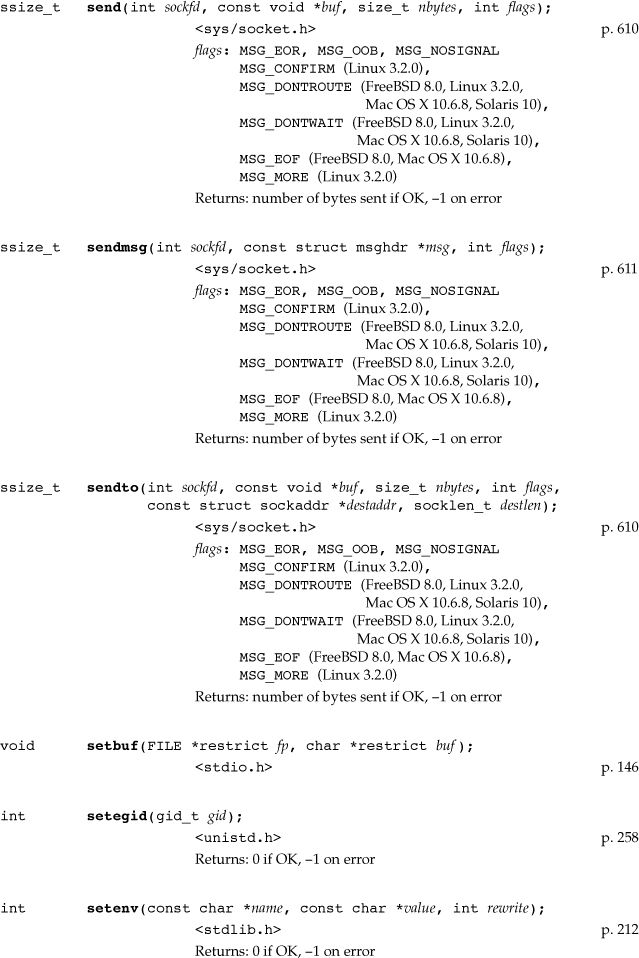 ssize_t send(int sockfd, const void *buf, size_t nbytes, int flags);
<sys/socket.h> p. 610
flags: MSG_EOR, MSG_OOB, MSG_NOSIGNAL
MSG_CONFIRM (Linux 3.2.0),
MSG_DONTROUTE (FreeBSD 8.0, Linux 3.2.0,
Mac OS X 10.6.8, Solaris 10),
MSG_DONTWAIT (FreeBSD 8.0, Linux 3.2.0,
Mac OS X 10.6.8, Solaris 10),
MSG_EOF (FreeBSD 8.0, Mac OS X 10.6.8),
MSG_MORE (Linux 3.2.0)
Returns: number of bytes sent if OK, –1 on error
ssize_t sendmsg(int sockfd, const struct msghdr *msg, int flags);
<sys/socket.h> p. 611
flags: MSG_EOR, MSG_OOB, MSG_NOSIGNAL
MSG_CONFIRM (Linux 3.2.0),
MSG_DONTROUTE (FreeBSD 8.0, Linux 3.2.0,
Mac OS X 10.6.8, Solaris 10),
MSG_DONTWAIT (FreeBSD 8.0, Linux 3.2.0,
Mac OS X 10.6.8, Solaris 10),
MSG_EOF (FreeBSD 8.0, Mac OS X 10.6.8),
MSG_MORE (Linux 3.2.0)
Returns: number of bytes sent if OK, –1 on error
ssize_t sendto(int sockfd, const void *buf, size_t nbytes, int flags,
const struct sockaddr *destaddr, socklen_t destlen);
<sys/socket.h> p. 610
flags: MSG_EOR, MSG_OOB, MSG_NOSIGNAL
MSG_CONFIRM (Linux 3.2.0),
MSG_DONTROUTE (FreeBSD 8.0, Linux 3.2.0,
Mac OS X 10.6.8, Solaris 10),
MSG_DONTWAIT (FreeBSD 8.0, Linux 3.2.0,
Mac OS X 10.6.8, Solaris 10),
MSG_EOF (FreeBSD 8.0, Mac OS X 10.6.8),
MSG_MORE (Linux 3.2.0)
Returns: number of bytes sent if OK, –1 on error
void setbuf(FILE *restrict fp, char *restrict buf);
<stdio.h> p. 146
int setegid(gid_t gid);
<unistd.h> p. 258
Returns: 0 if OK, –1 on error
int setenv(const char *name, const char *value, int rewrite);
<stdlib.h> p. 212
Returns: 0 if OK, –1 on error